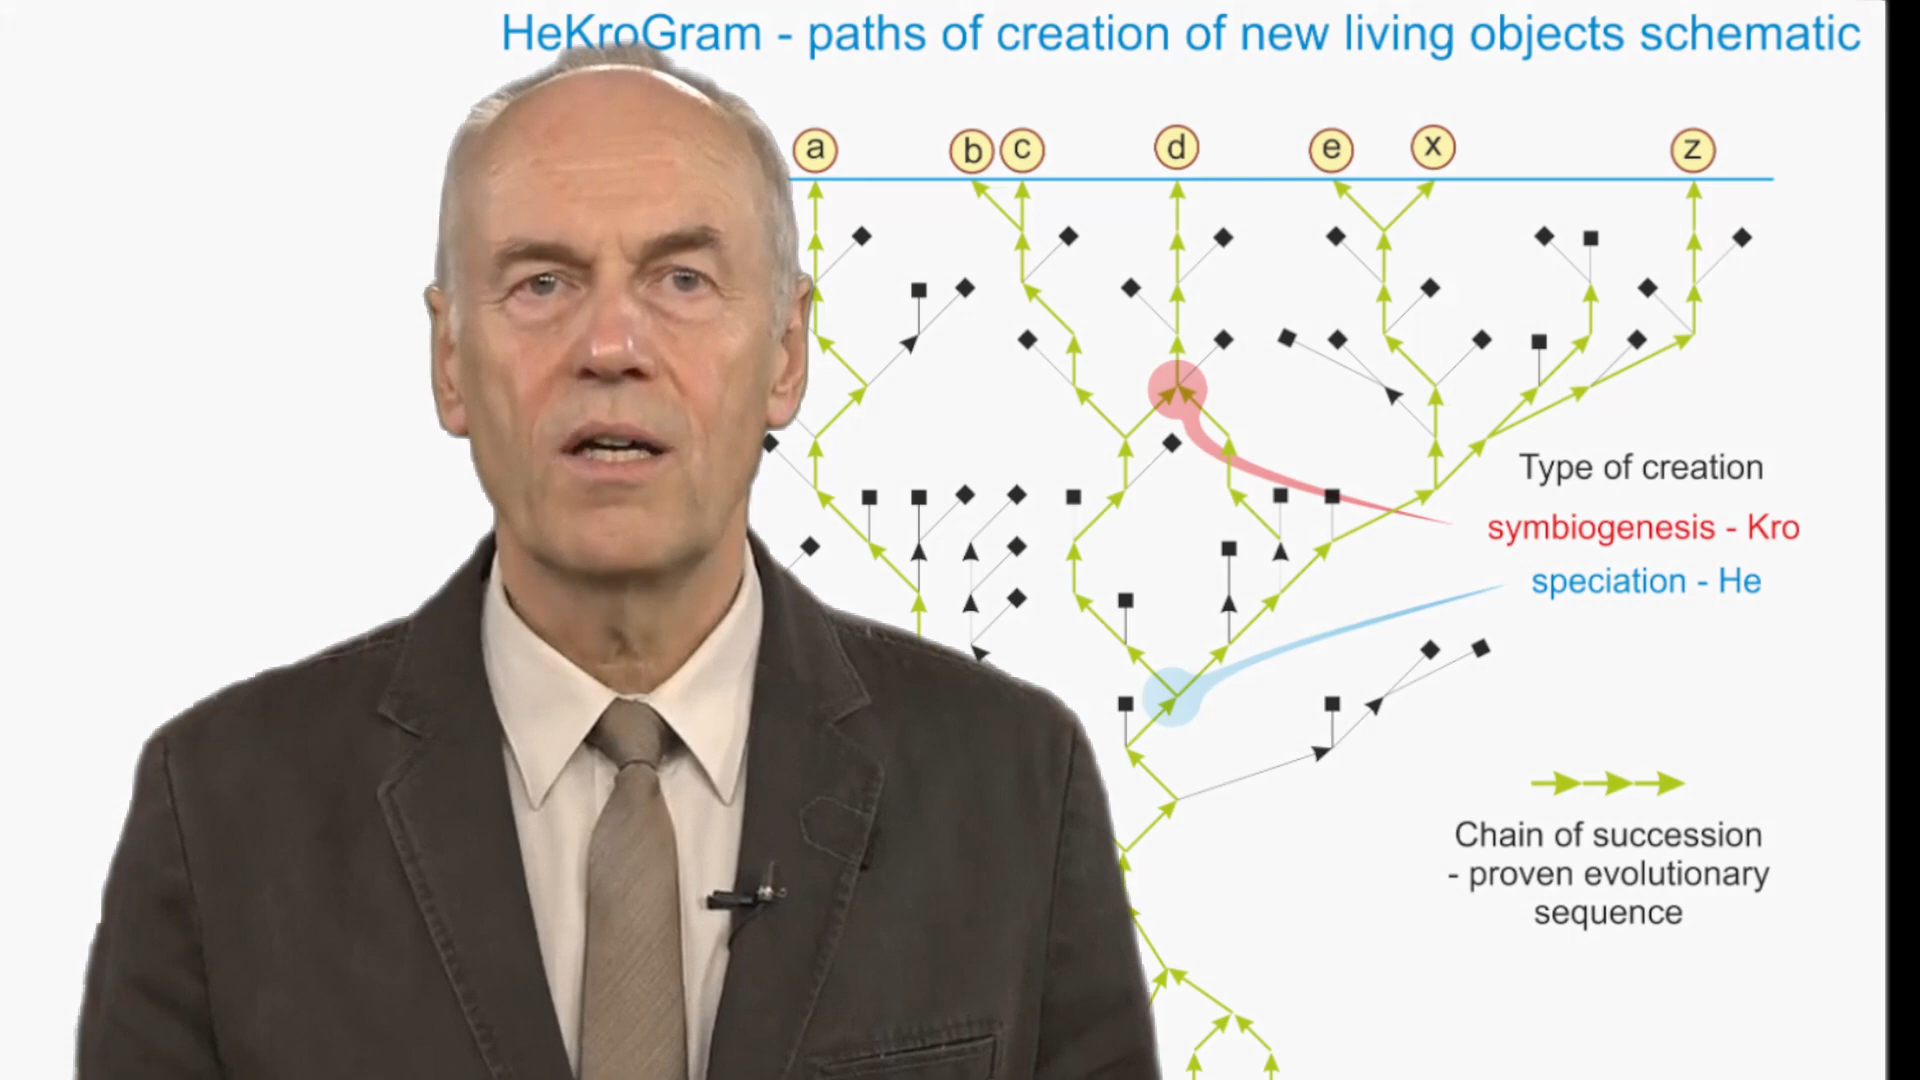 HeKroGram - paths of creation of new living objects schematic
a b c d e x z
Type of creation
symbiogenesis - Kro
speciation - He
Chain of succession
- proven evolutionary
sequence